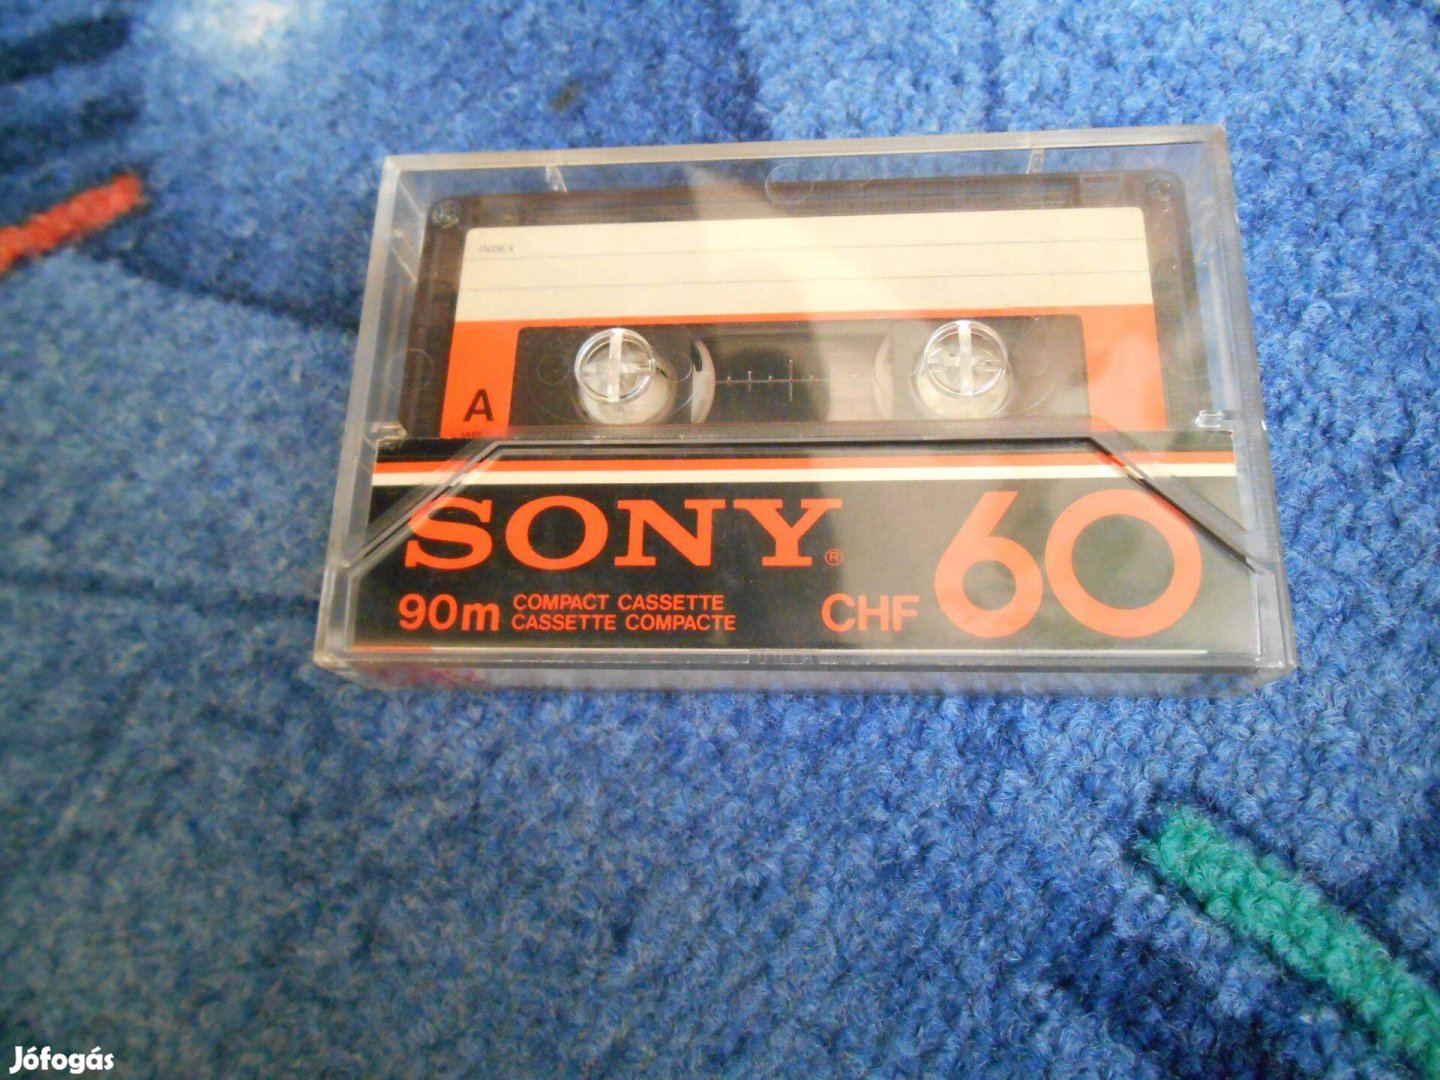 INDEX
A
SONY®
60
90m
COMPACT CASSETTE
CASSETTE COMPACTE
CHF
Jófogás